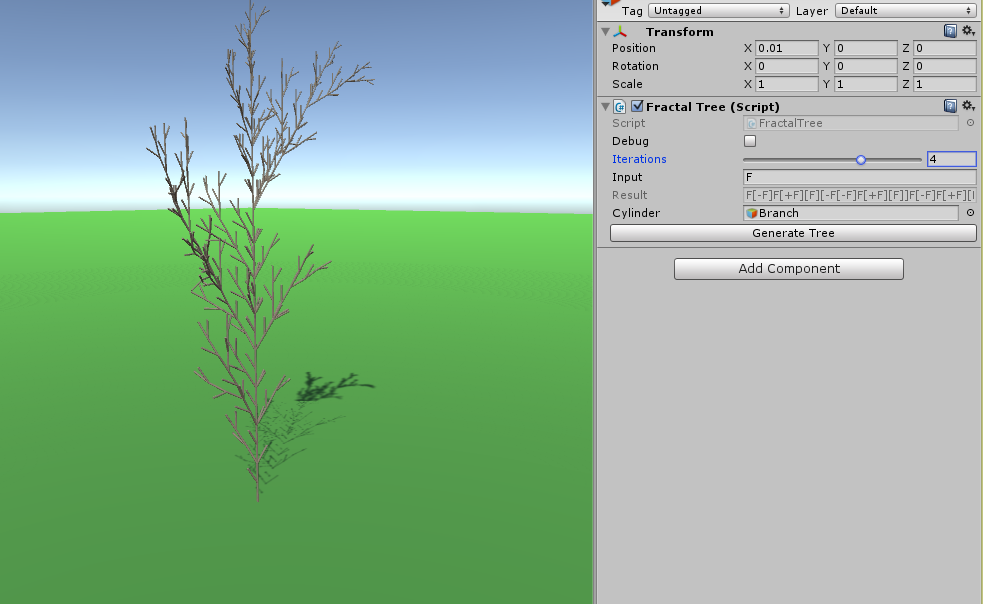 Tag Untagged Layer Default
Transform
Position X 0.01 Y 0 Z 0
Rotation X 0 Y 0 Z 0
Scale X 1 Y 1 Z 1
Fractal Tree (Script)
Script FractalTree
Debug
Iterations 4
Input F
Result F[-F]F[+F][F][-F[-F]F[+F][F]]F[-F]F[+F][
Cylinder Branch
Generate Tree
Add Component